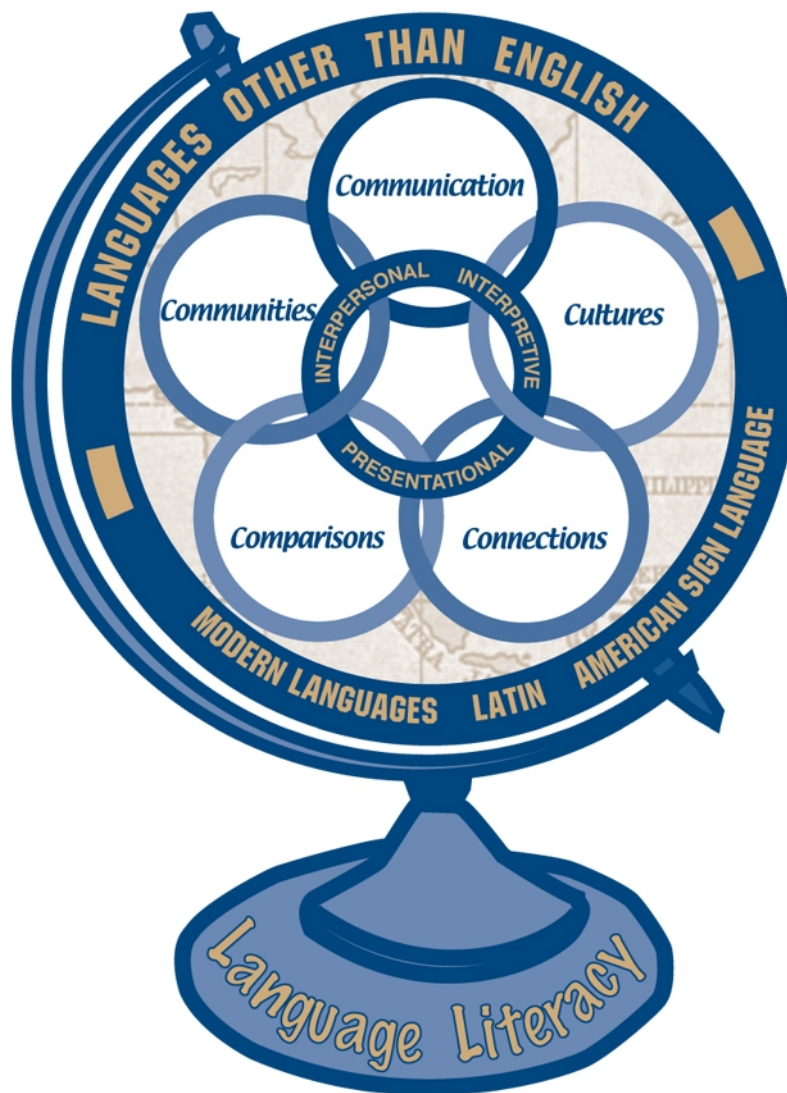 LANGUAGES OTHER THAN ENGLISH
Communication
Communities
Cultures
INTERPERSONAL INTERPRETIVE
PRESENTATIONAL
Comparisons
Connections
MODERN LANGUAGES LATIN AMERICAN SIGN LANGUAGE
Language Literacy